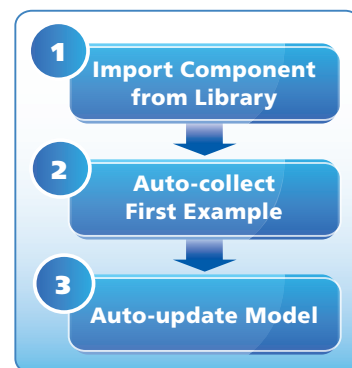 1
Import Component
from Library
2
Auto-collect
First Example
3
Auto-update Model